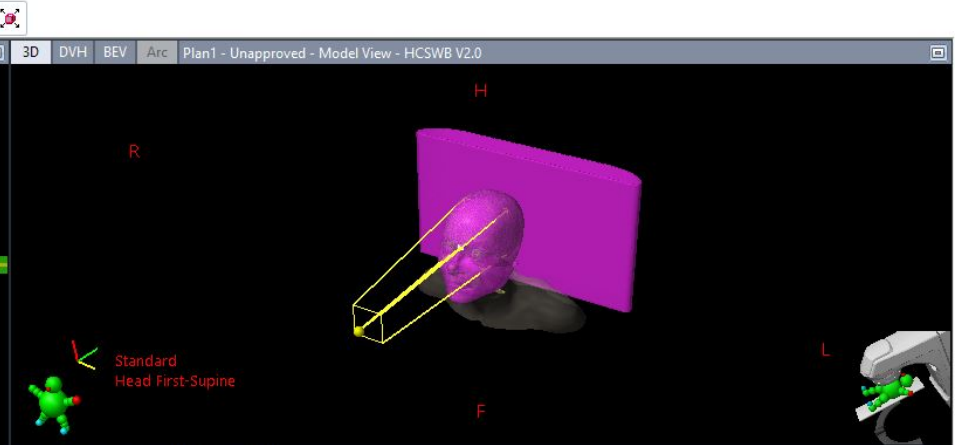 3D DVH BEV Arc Plan1 - Unapproved - Model View - HCSWB V2.0
H
R
L
Standard
Head First-Supine
F